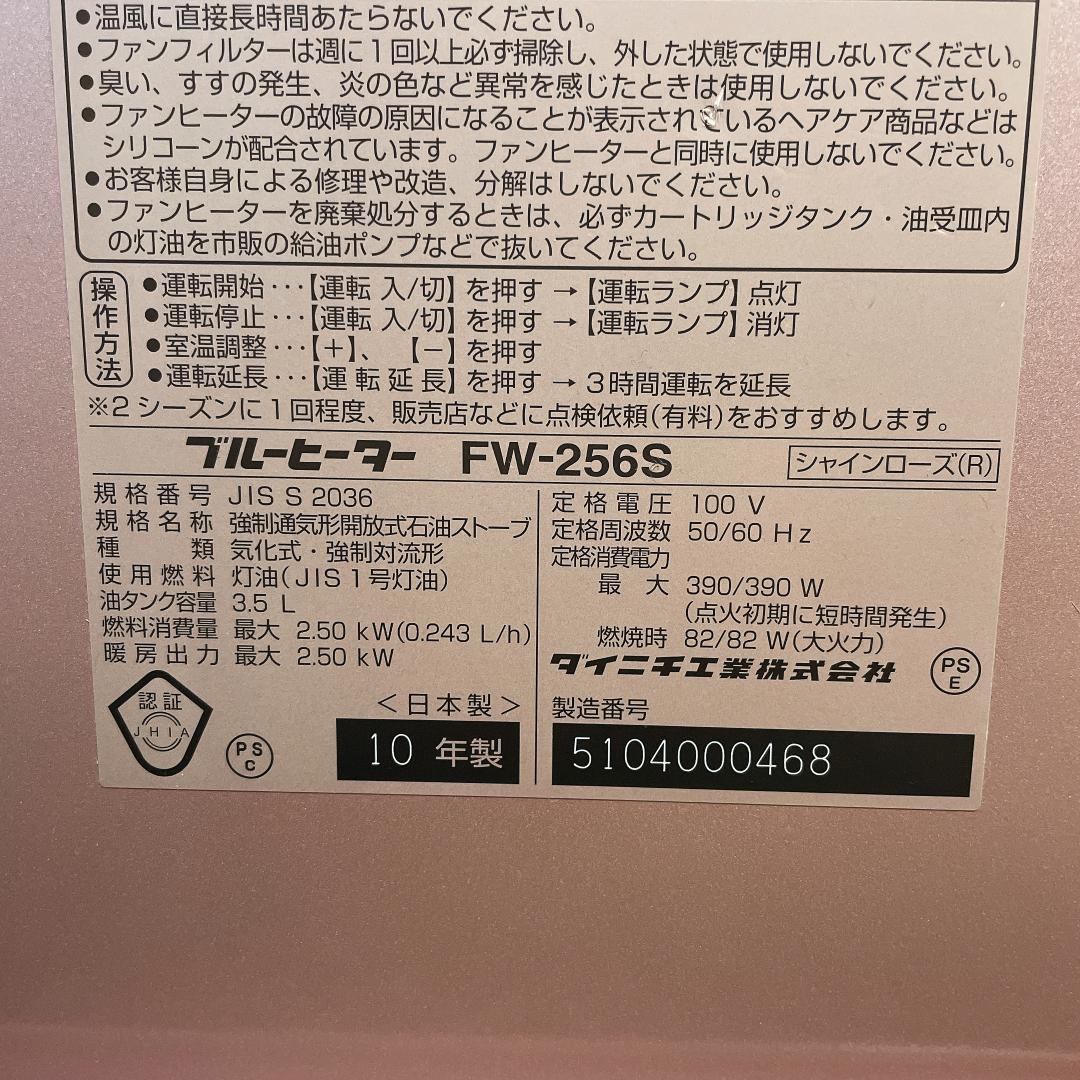 ●温風に直接長時間あたらないでください。
●ファンフィルターは週に1回以上必ず掃除し、外した状態で使用しないでください。
●臭い、すすの発生、炎の色など異常を感じたときは使用しないでください。
●ファンヒーターの故障の原因になることが表示されているヘアケア商品などは
シリコーンが配合されています。ファンヒーターと同時に使用しないでください。
●お客様自身による修理や改造、分解はしないでください。
●ファンヒーターを廃棄処分するときは、必ずカートリッジタンク・油受皿内
の灯油を市販の給油ポンプなどで抜いてください。
操作方法
●運転開始···【運転 入/切】を押す→【運転ランプ】点灯
●運転停止···【運転 入/切】を押す→【運転ランプ】消灯
●室温調整···【+】、【-】を押す
●運転延長···【運転延長】を押す→3時間運転を延長
※2シーズンに1回程度、販売店などに点検依頼(有料)をおすすめします。
ブルーヒーター FW-256S シャインローズ(R)
規格番号 JIS S 2036
規格名称 強制通気形開放式石油ストーブ
種類 気化式・強制対流形
使用燃料 灯油(JIS1号灯油)
油タンク容量 3.5 L
燃料消費量 最大 2.50 kW(0.243 L/h)
暖房出力 最大 2.50 kW
認証
JHIA
PS
C
<日本製>
10 年製
定格電圧 100 V
定格周波数 50/60 Hz
定格消費電力
最大 390/390 W
(点火初期に短時間発生)
燃焼時 82/82 W(大火力)
ダイニチ工業株式会社
PS
E
製造番号
5104000468